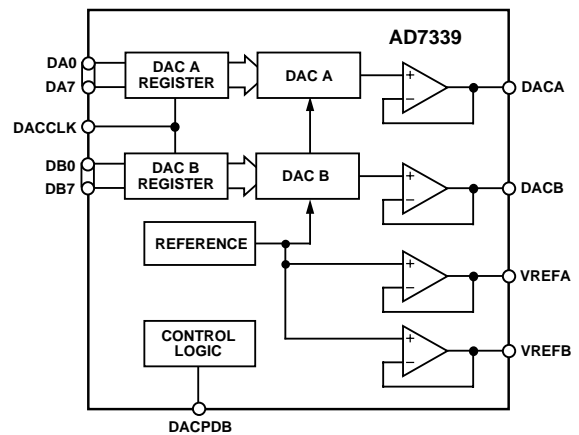 AD7339
DA0
DA7
DAC A
REGISTER
DAC A
+
−
DACA
DACCLK
DB0
DB7
DAC B
REGISTER
DAC B
+
−
DACB
REFERENCE
+
−
VREFA
CONTROL
LOGIC
+
−
VREFB
DACPDB